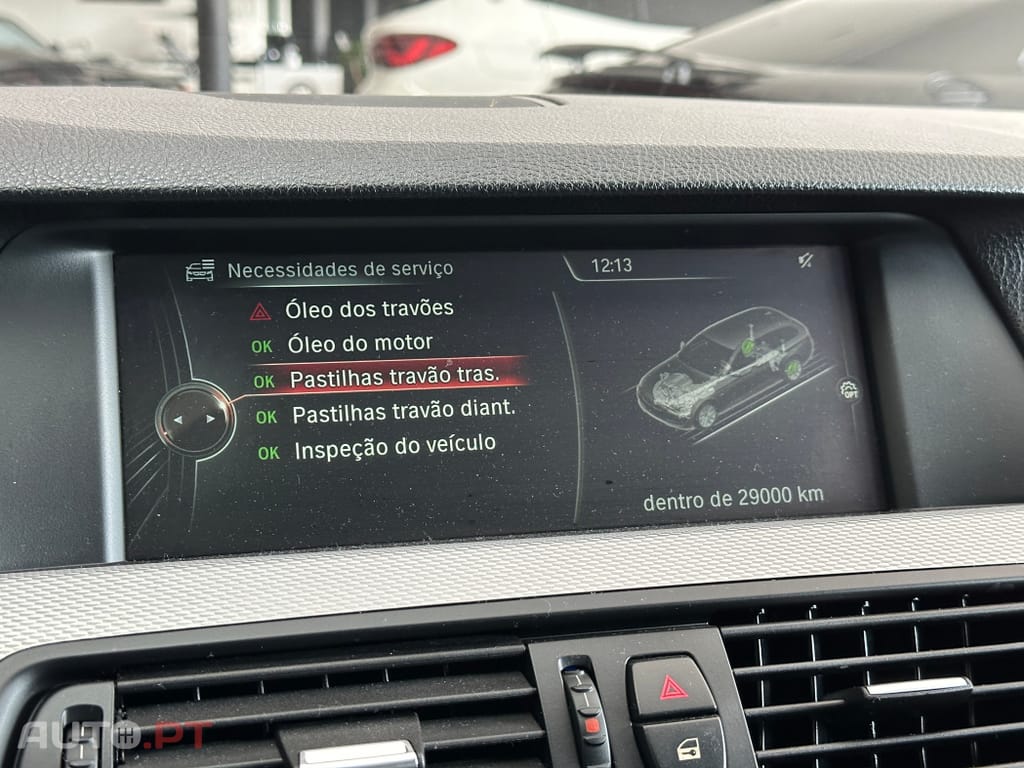 Necessidades de serviço
12:13
Óleo dos travões
OK Óleo do motor
OK Pastilhas travão tras.
OK Pastilhas travão diant.
OK Inspeção do veículo
OPT
dentro de 29000 km
AUTO.PT